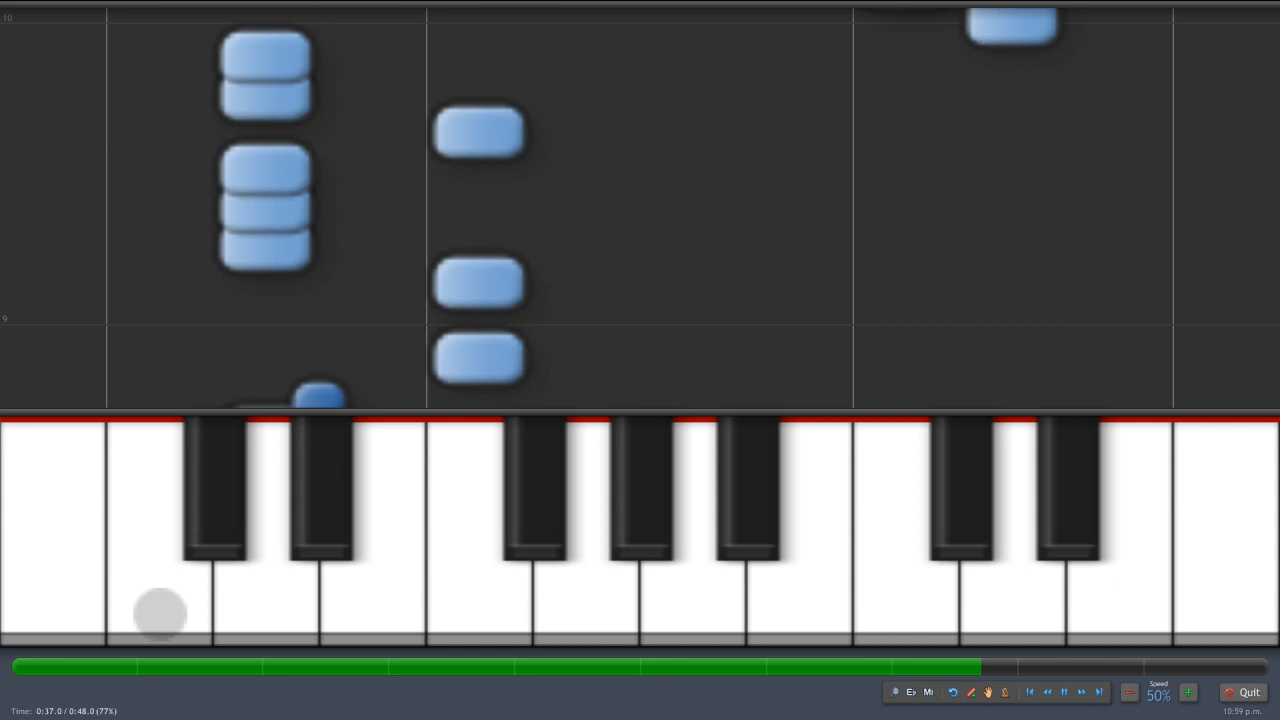 10
9
E♭ M!
Speed
50%
Quit
Time: 0:37.0 / 0:48.0 (77%)
10:59 p.m.